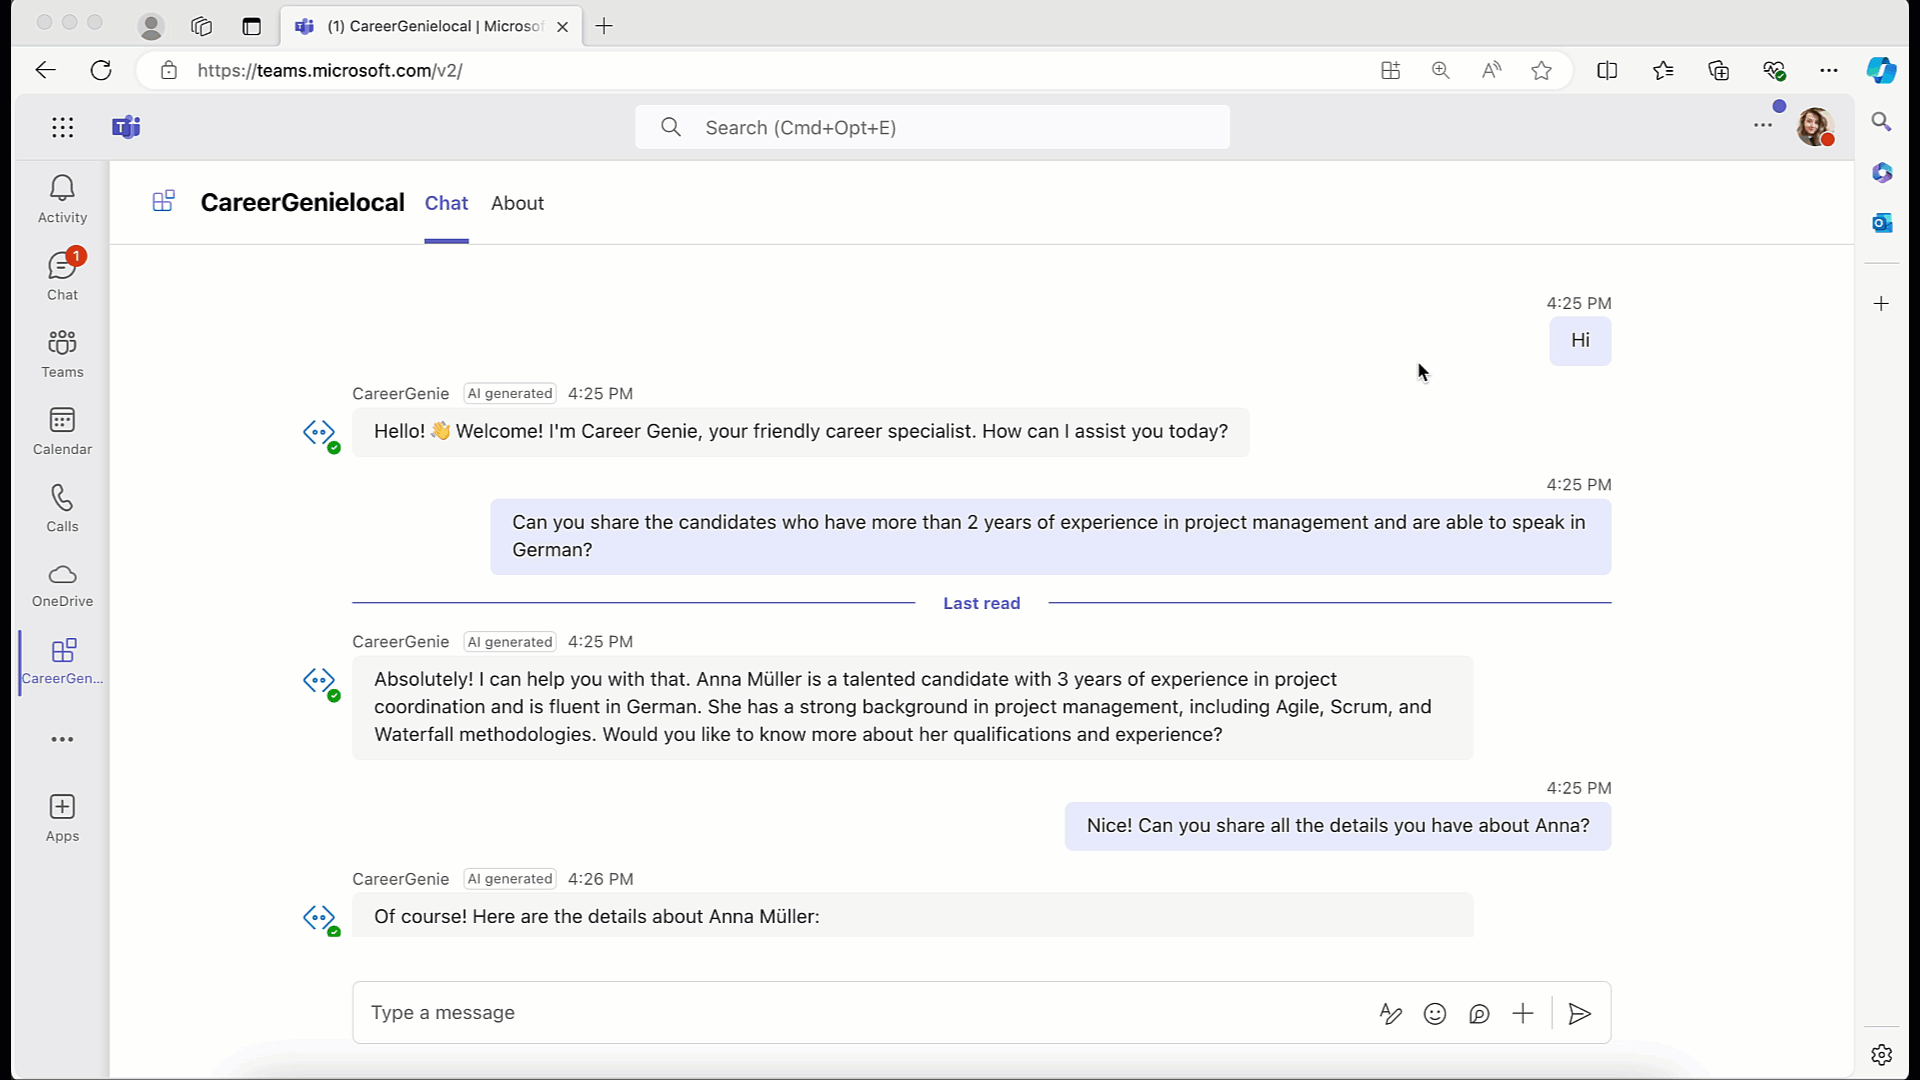 (1) CareerGenielocal | Microsof
https://teams.microsoft.com/v2/
Search (Cmd+Opt+E)
Activity
1
Chat
Teams
Calendar
Calls
OneDrive
CareerGen...
Apps
CareerGenielocal Chat About
4:25 PM
Hi
CareerGenie AI generated 4:25 PM
Hello! 👋 Welcome! I'm Career Genie, your friendly career specialist. How can I assist you today?
4:25 PM
Can you share the candidates who have more than 2 years of experience in project management and are able to speak in
German?
Last read
CareerGenie AI generated 4:25 PM
Absolutely! I can help you with that. Anna Müller is a talented candidate with 3 years of experience in project
coordination and is fluent in German. She has a strong background in project management, including Agile, Scrum, and
Waterfall methodologies. Would you like to know more about her qualifications and experience?
4:25 PM
Nice! Can you share all the details you have about Anna?
CareerGenie AI generated 4:26 PM
Of course! Here are the details about Anna Müller:
Type a message